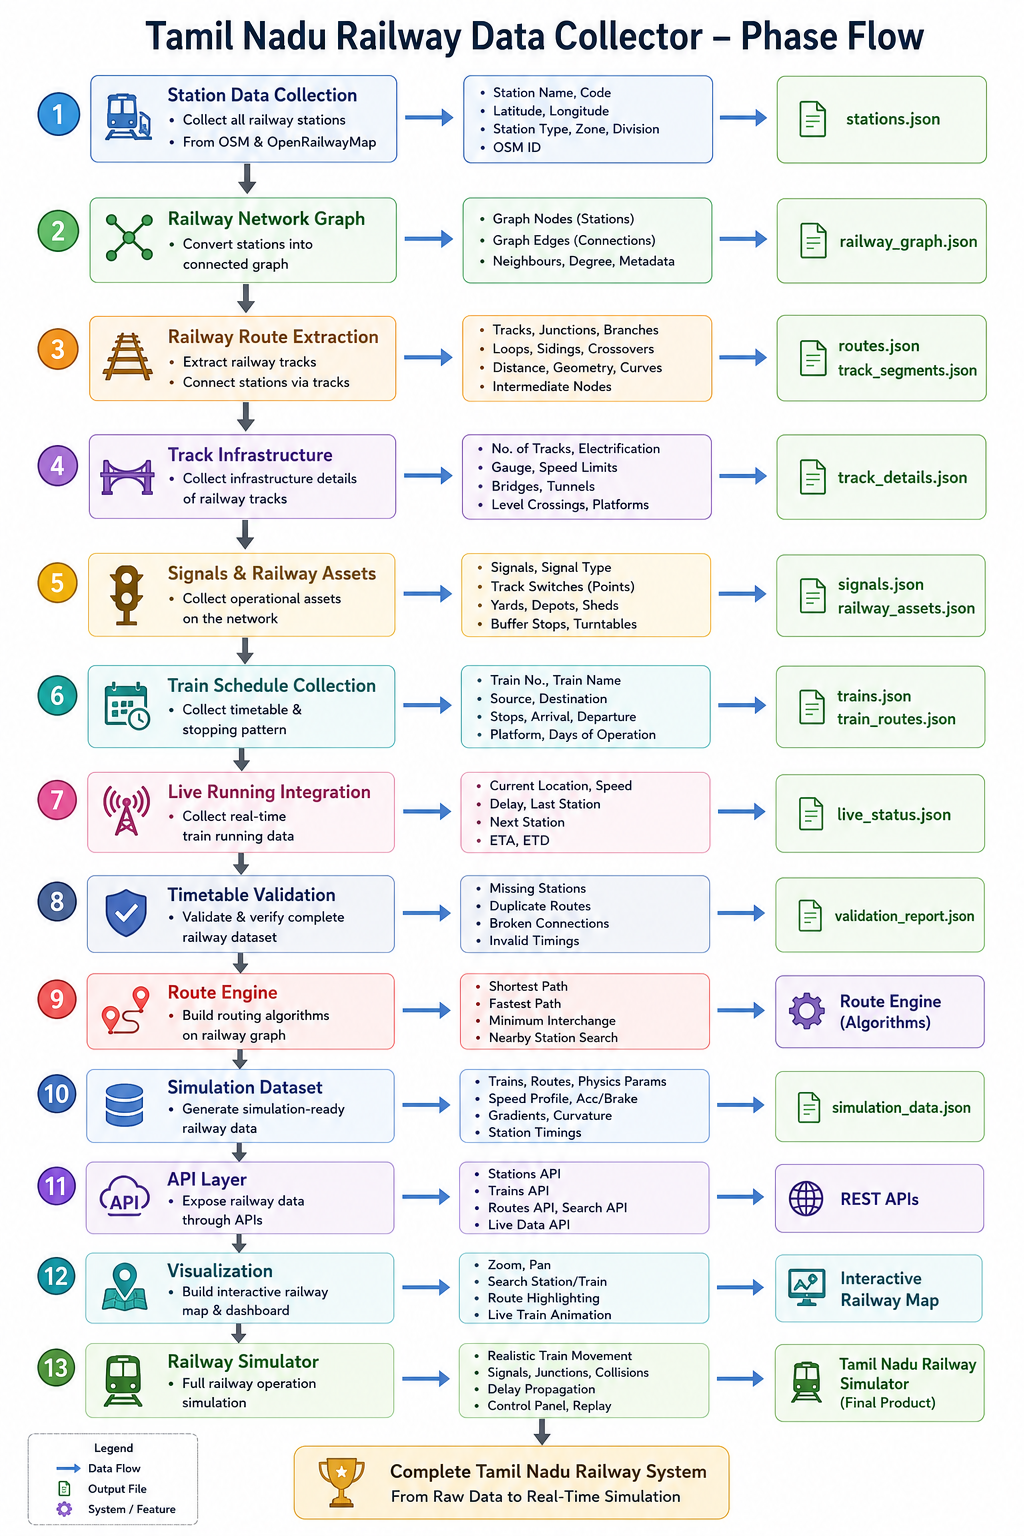 Tamil Nadu Railway Data Collector – Phase Flow
1
Station Data Collection
• Collect all railway stations
• From OSM & OpenRailwayMap
• Station Name, Code
• Latitude, Longitude
• Station Type, Zone, Division
• OSM ID
stations.json
2
Railway Network Graph
• Convert stations into
connected graph
• Graph Nodes (Stations)
• Graph Edges (Connections)
• Neighbours, Degree, Metadata
railway_graph.json
3
Railway Route Extraction
• Extract railway tracks
• Connect stations via tracks
• Tracks, Junctions, Branches
• Loops, Sidings, Crossovers
• Distance, Geometry, Curves
• Intermediate Nodes
routes.json
track_segments.json
4
Track Infrastructure
• Collect infrastructure details
of railway tracks
• No. of Tracks, Electrification
• Gauge, Speed Limits
• Bridges, Tunnels
• Level Crossings, Platforms
track_details.json
5
Signals & Railway Assets
• Collect operational assets
on the network
• Signals, Signal Type
• Track Switches (Points)
• Yards, Depots, Sheds
• Buffer Stops, Turntables
signals.json
railway_assets.json
6
Train Schedule Collection
• Collect timetable &
stopping pattern
• Train No., Train Name
• Source, Destination
• Stops, Arrival, Departure
• Platform, Days of Operation
trains.json
train_routes.json
7
Live Running Integration
• Collect real-time
train running data
• Current Location, Speed
• Delay, Last Station
• Next Station
• ETA, ETD
live_status.json
8
Timetable Validation
• Validate & verify complete
railway dataset
• Missing Stations
• Duplicate Routes
• Broken Connections
• Invalid Timings
validation_report.json
9
Route Engine
• Build routing algorithms
on railway graph
• Shortest Path
• Fastest Path
• Minimum Interchange
• Nearby Station Search
Route Engine
(Algorithms)
10
Simulation Dataset
• Generate simulation-ready
railway data
• Trains, Routes, Physics Params
• Speed Profile, Acc/Brake
• Gradients, Curvature
• Station Timings
simulation_data.json
11
API
API Layer
• Expose railway data
through APIs
• Stations API
• Trains API
• Routes API, Search API
• Live Data API
REST APIs
12
Visualization
• Build interactive railway
map & dashboard
• Zoom, Pan
• Search Station/Train
• Route Highlighting
• Live Train Animation
Interactive
Railway Map
13
Railway Simulator
• Full railway operation
simulation
• Realistic Train Movement
• Signals, Junctions, Collisions
• Delay Propagation
• Control Panel, Replay
Tamil Nadu Railway
Simulator
(Final Product)
Legend
Data Flow
Output File
System / Feature
Complete Tamil Nadu Railway System
From Raw Data to Real-Time Simulation